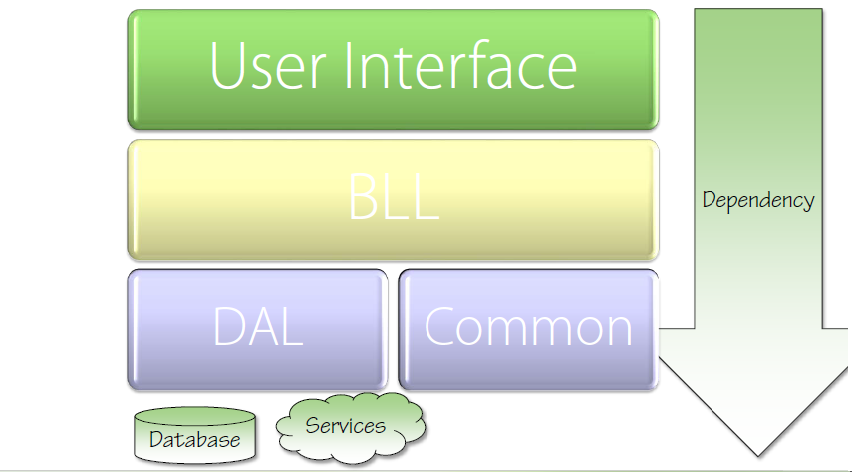 User Interface
BLL
Dependency
DAL
Common
Database
Services